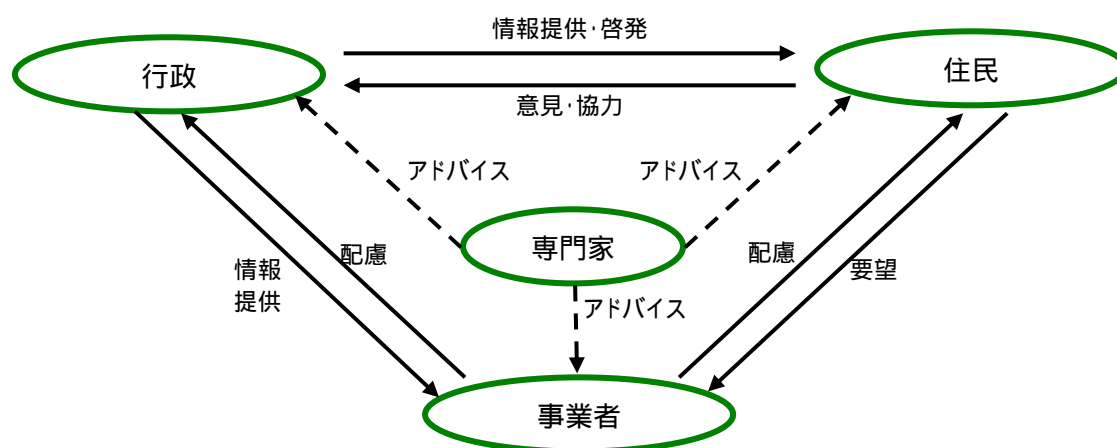 情報提供･啓発
行政
住民
意見･協力
アドバイス
アドバイス
専門家
情報
提供
配慮
配慮
要望
アドバイス
事業者